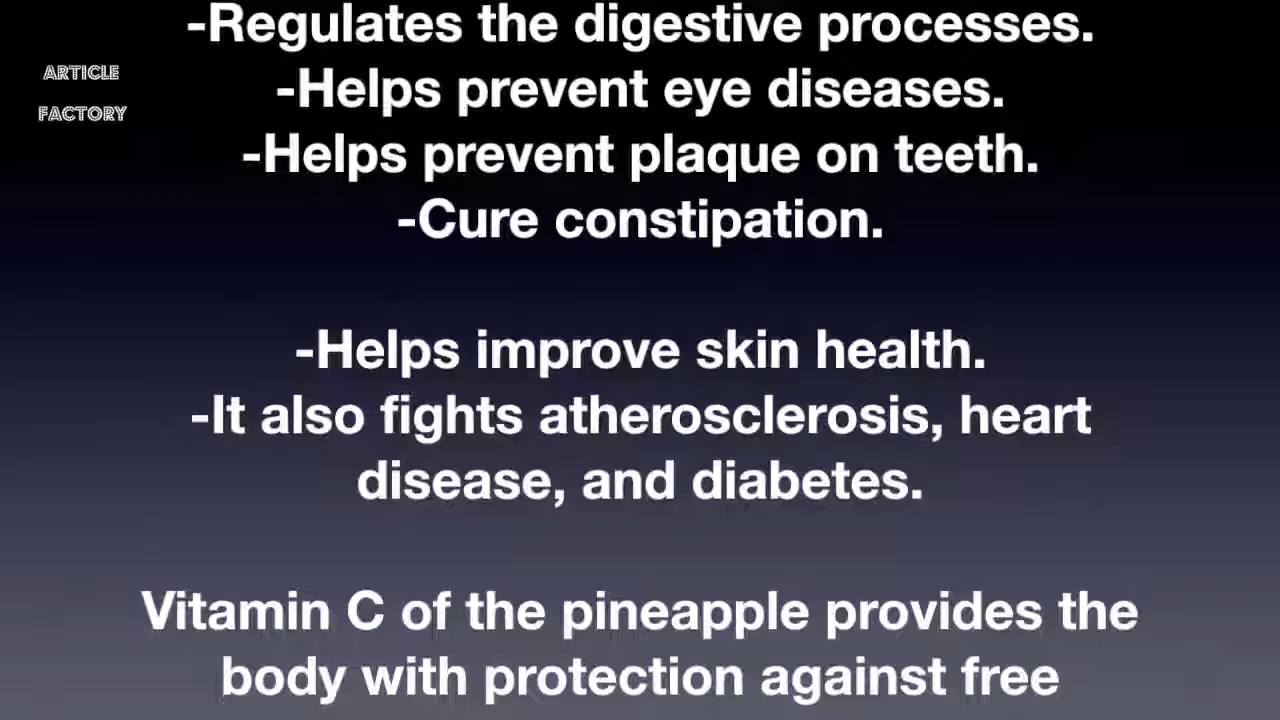 -Regulates the digestive processes.
ARTICLE
FACTORY
-Helps prevent eye diseases.
-Helps prevent plaque on teeth.
-Cure constipation.
-Helps improve skin health.
-It also fights atherosclerosis, heart
disease, and diabetes.
Vitamin C of the pineapple provides the
body with protection against free